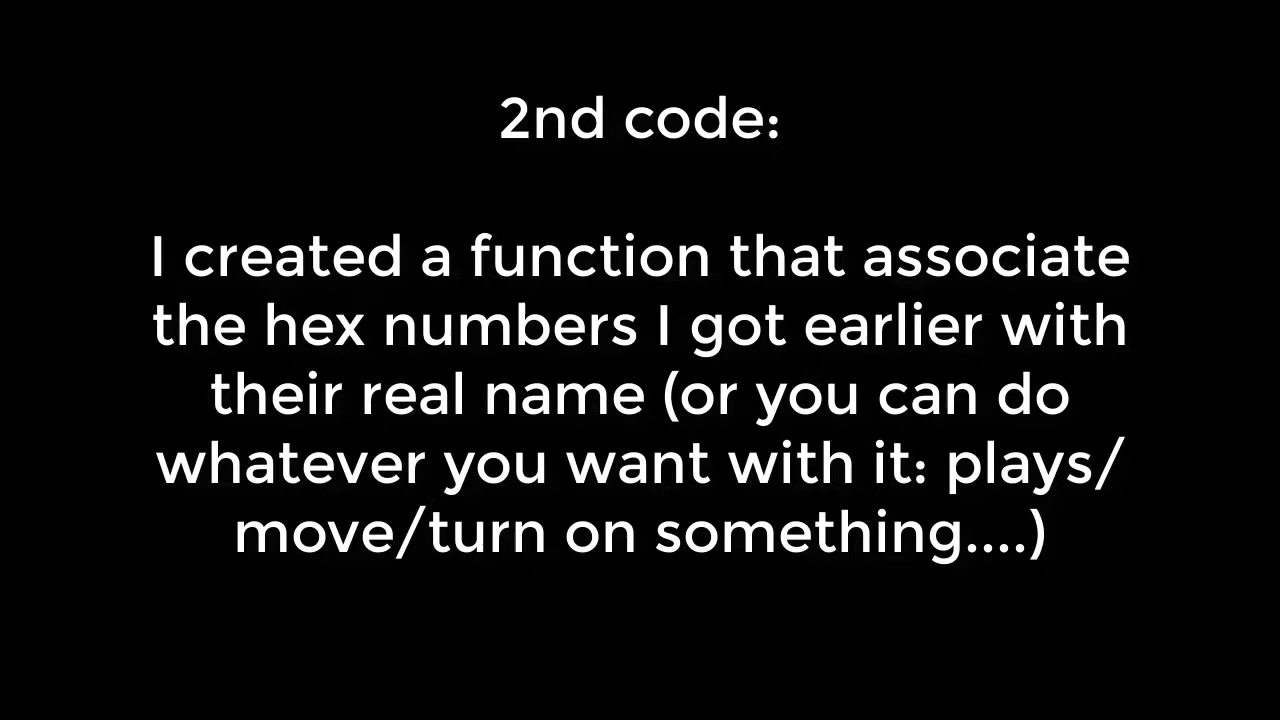 2nd code:
I created a function that associate
the hex numbers I got earlier with
their real name (or you can do
whatever you want with it: plays/
move/turn on something....)